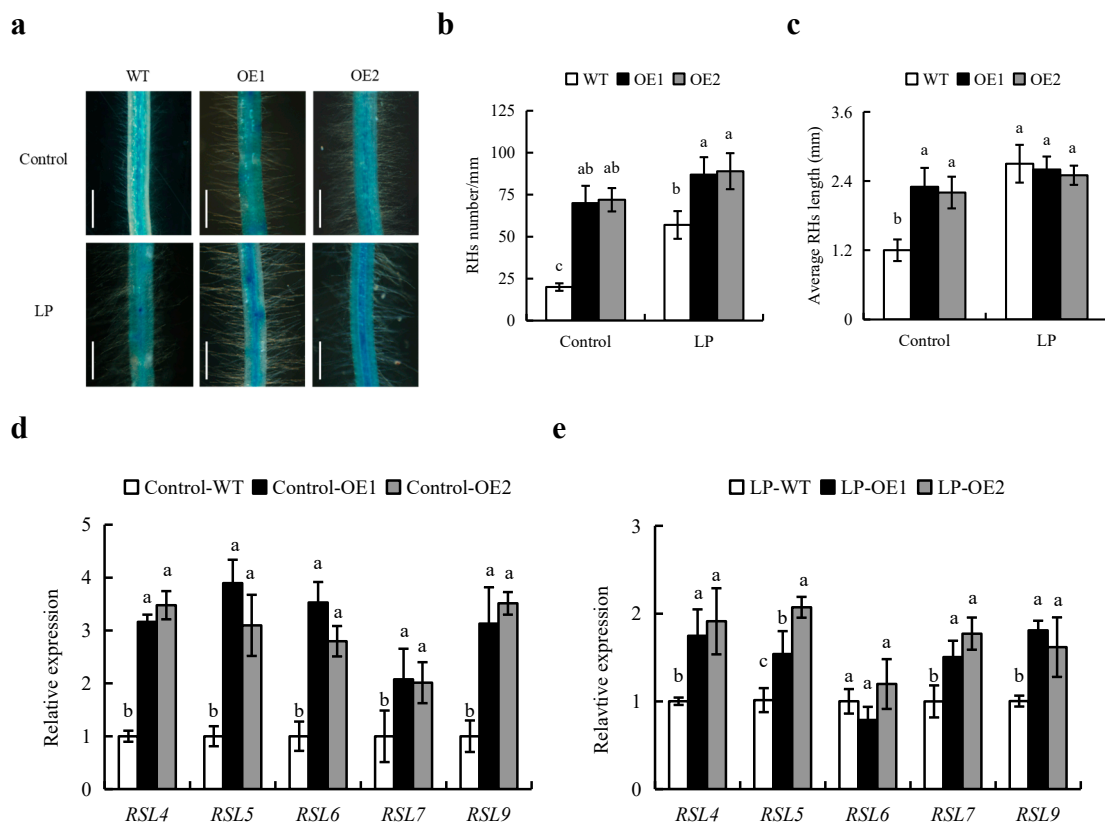 a
WT OE1 OE2
Control
LP
b
WT OE1 OE2
RHs number/mm
125
100
75
50
25
0
c ab ab b a a
Control LP
c
WT OE1 OE2
Average RHs length (mm)
3.6
2.4
1.2
0
b a a a a a
Control LP
d
Control-WT Control-OE1 Control-OE2
Relative expression
5
4
3
2
1
0
b a a b a a b a a b a a b a a
RSL4 RSL5 RSL6 RSL7 RSL9
e
LP-WT LP-OE1 LP-OE2
Relavtive expression
3
2
1
0
b a a c b a a a a b a a b a a
RSL4 RSL5 RSL6 RSL7 RSL9